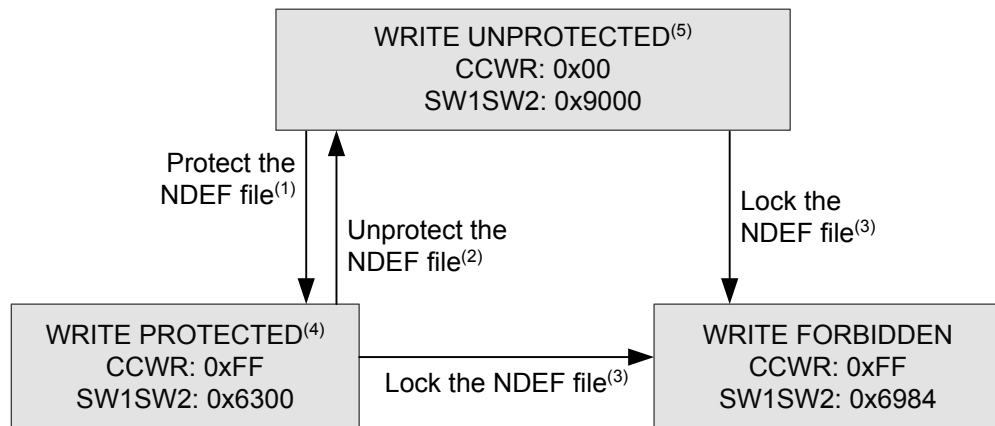 WRITE UNPROTECTED(5)
CCWR: 0x00
SW1SW2: 0x9000
Protect the
NDEF file(1)
Unprotect the
NDEF file(2)
Lock the
NDEF file(3)
WRITE PROTECTED(4)
CCWR: 0xFF
SW1SW2: 0x6300
Lock the NDEF file(3)
WRITE FORBIDDEN
CCWR: 0xFF
SW1SW2: 0x6984